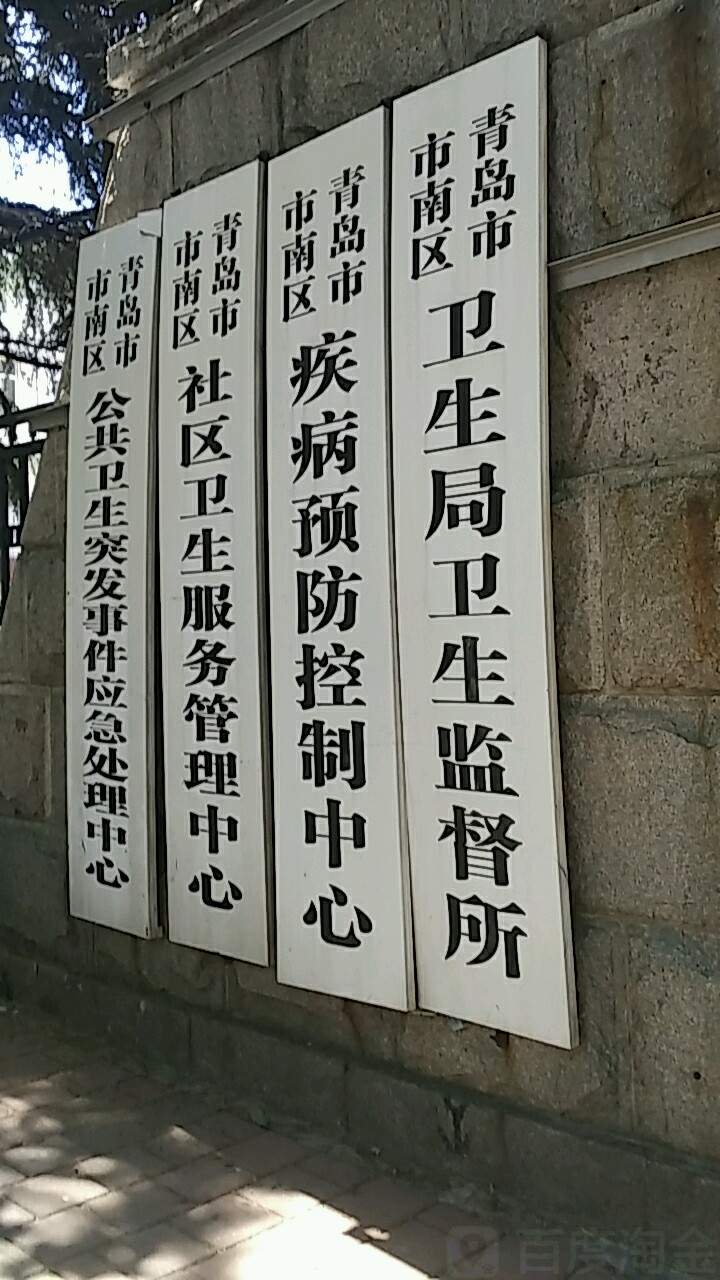 青岛市
市南区
卫生局卫生监督所
青岛市
市南区
疾病预防控制中心
青岛市
市南区
社区卫生服务管理中心
青岛市
市南区
公共卫生突发事件应急处理中心
百度淘金